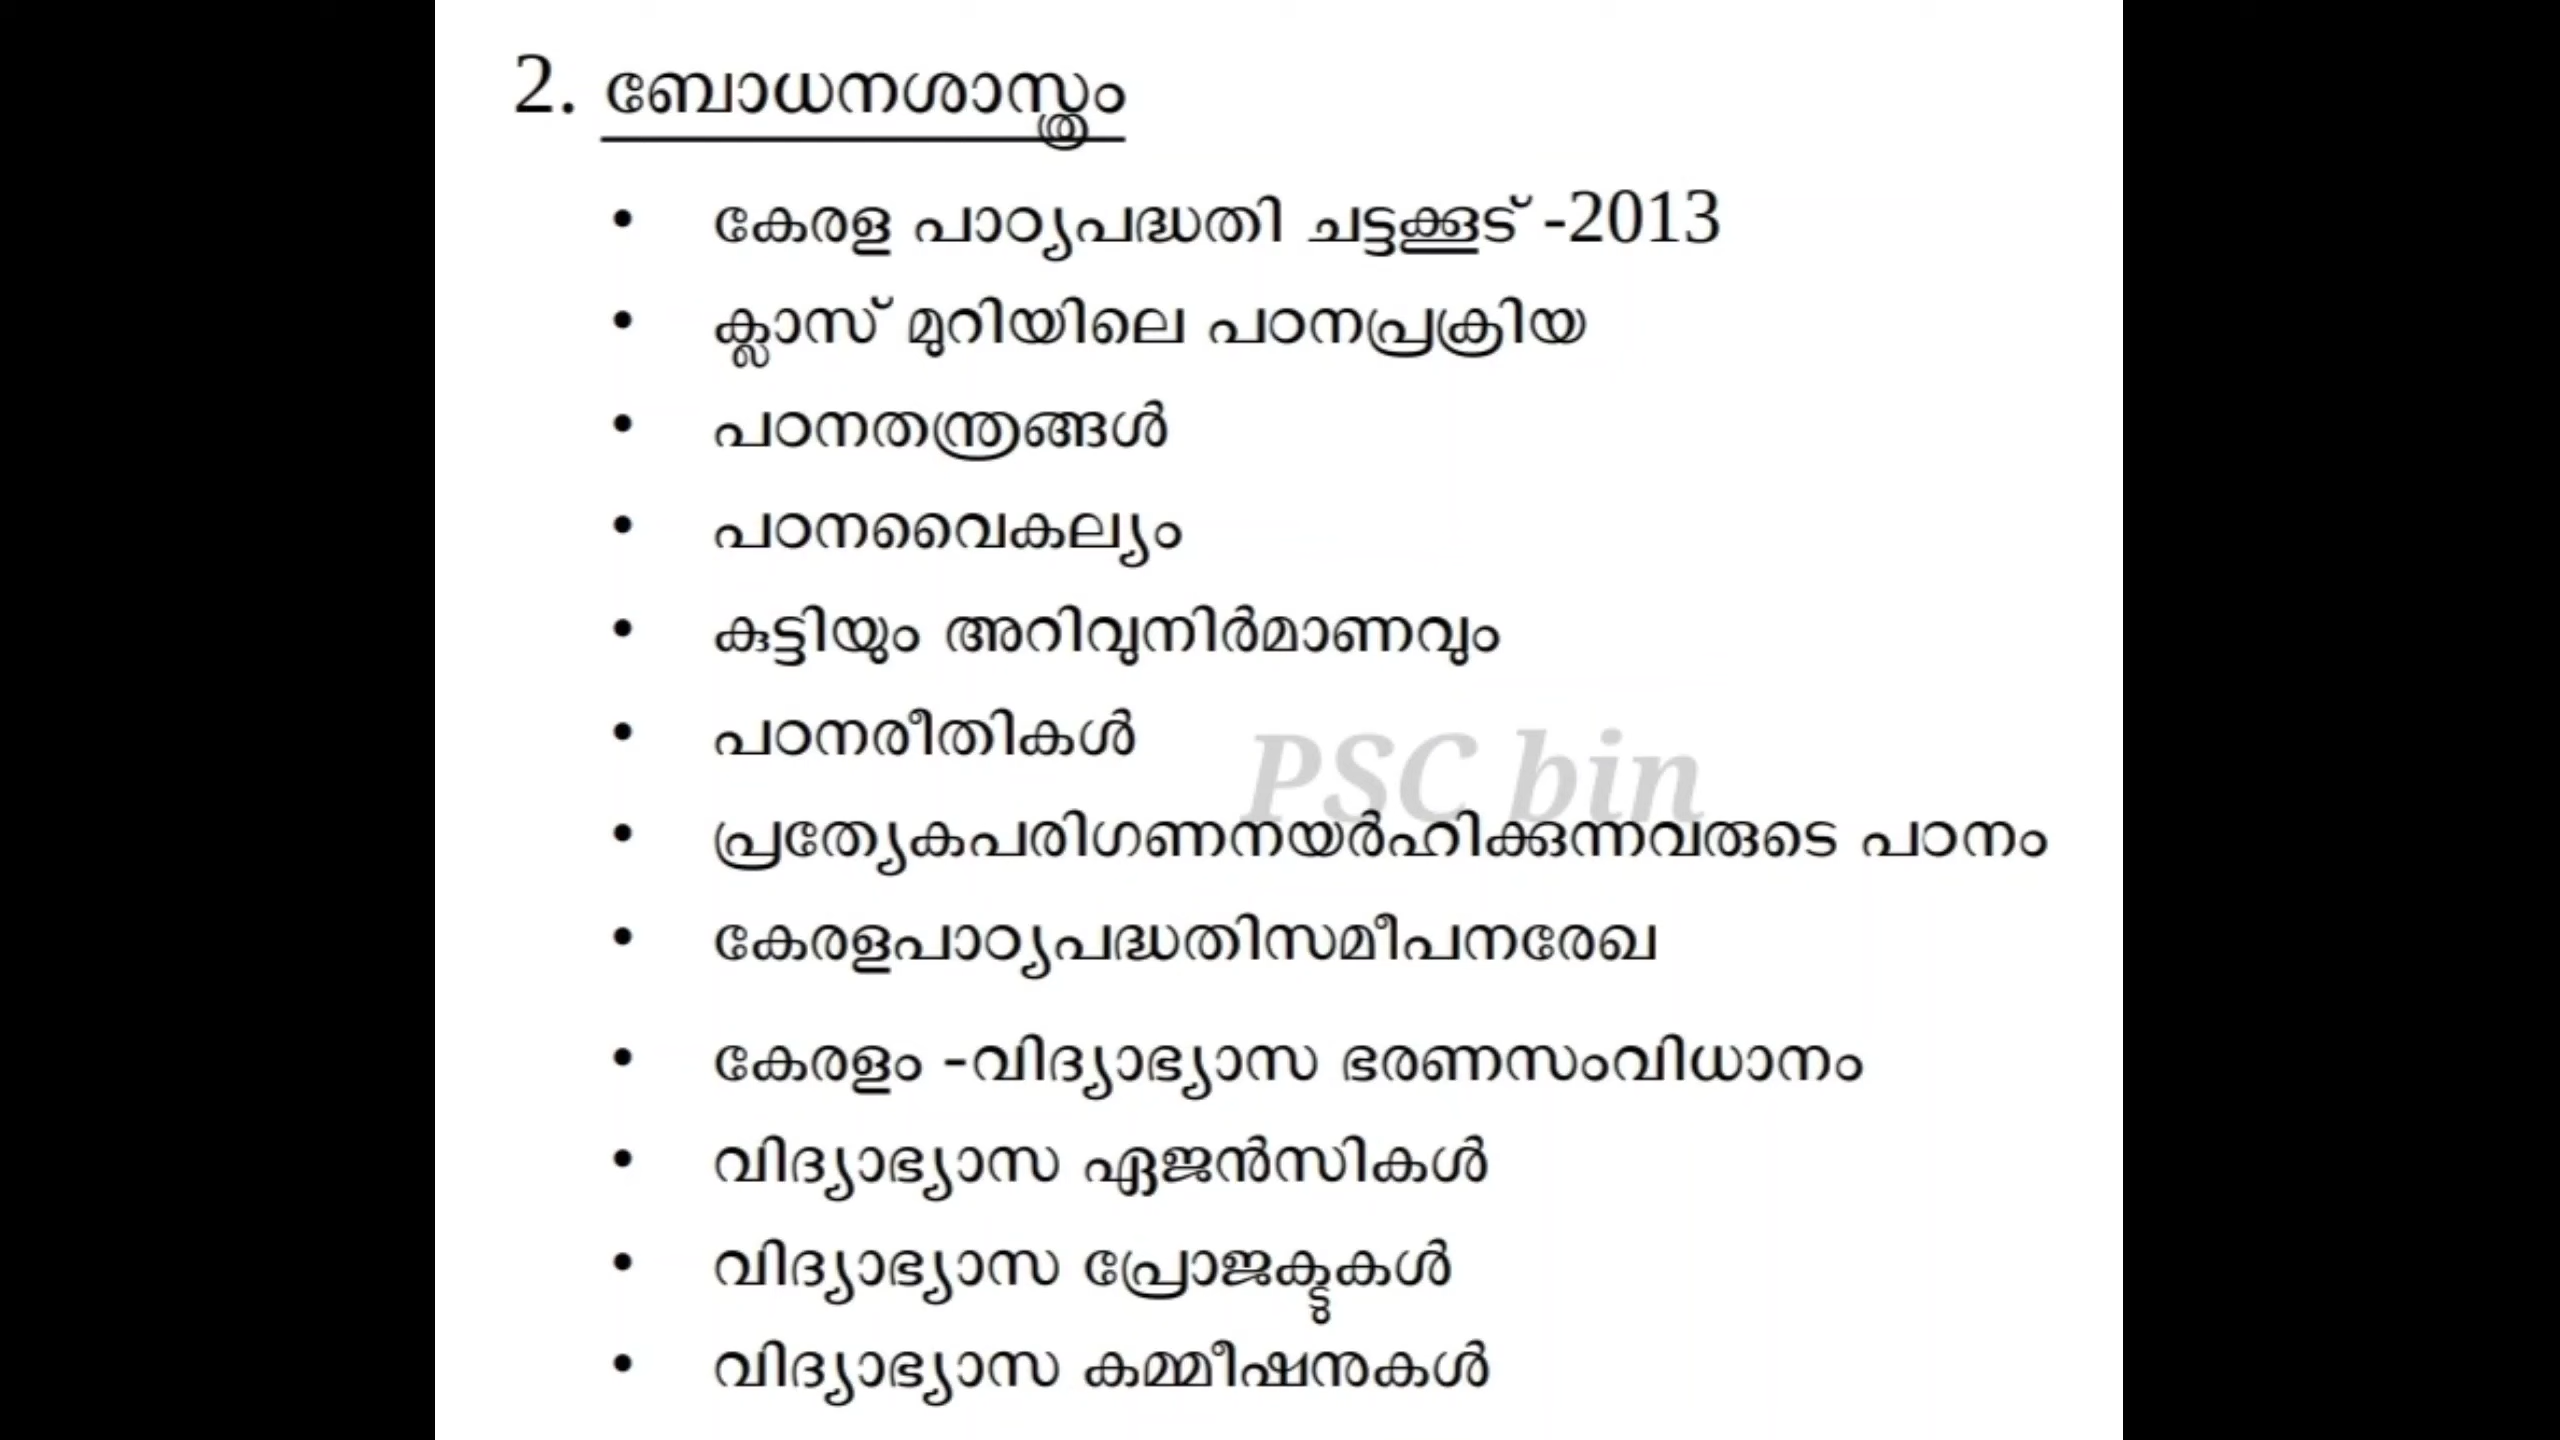 2. ബോധനശാസ്ത്രം
• കേരള പാഠ്യപദ്ധതി ചട്ടക്കൂട് -2013
• ക്ലാസ് മുറിയിലെ പഠനപ്രക്രിയ
• പഠനതന്ത്രങ്ങൾ
• പഠനവൈകല്യം
• കുട്ടിയും അറിവുനിർമാണവും
• പഠനരീതികൾ
PSC bin
• പ്രത്യേകപരിഗണനയർഹിക്കുന്നവരുടെ പഠനം
• കേരളപാഠ്യപദ്ധതിസമീപനരേഖ
• കേരളം -വിദ്യാഭ്യാസ ഭരണസംവിധാനം
• വിദ്യാഭ്യാസ ഏജൻസികൾ
• വിദ്യാഭ്യാസ പ്രോജക്ടുകൾ
• വിദ്യാഭ്യാസ കമ്മീഷനുകൾ